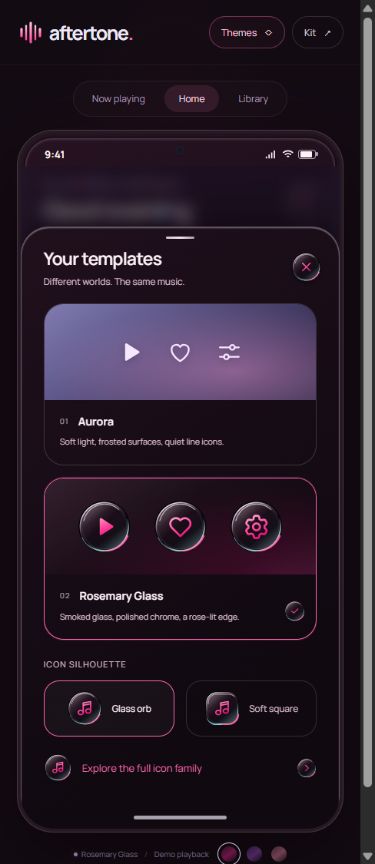 aftertone.
Themes
Kit ↗
Now playing
Home
Library
9:41
Your templates
Different worlds. The same music.
01 Aurora
Soft light, frosted surfaces, quiet line icons.
02 Rosemary Glass
Smoked glass, polished chrome, a rose-lit edge.
ICON SILHOUETTE
Glass orb
Soft square
Explore the full icon family
Rosemary Glass / Demo playback